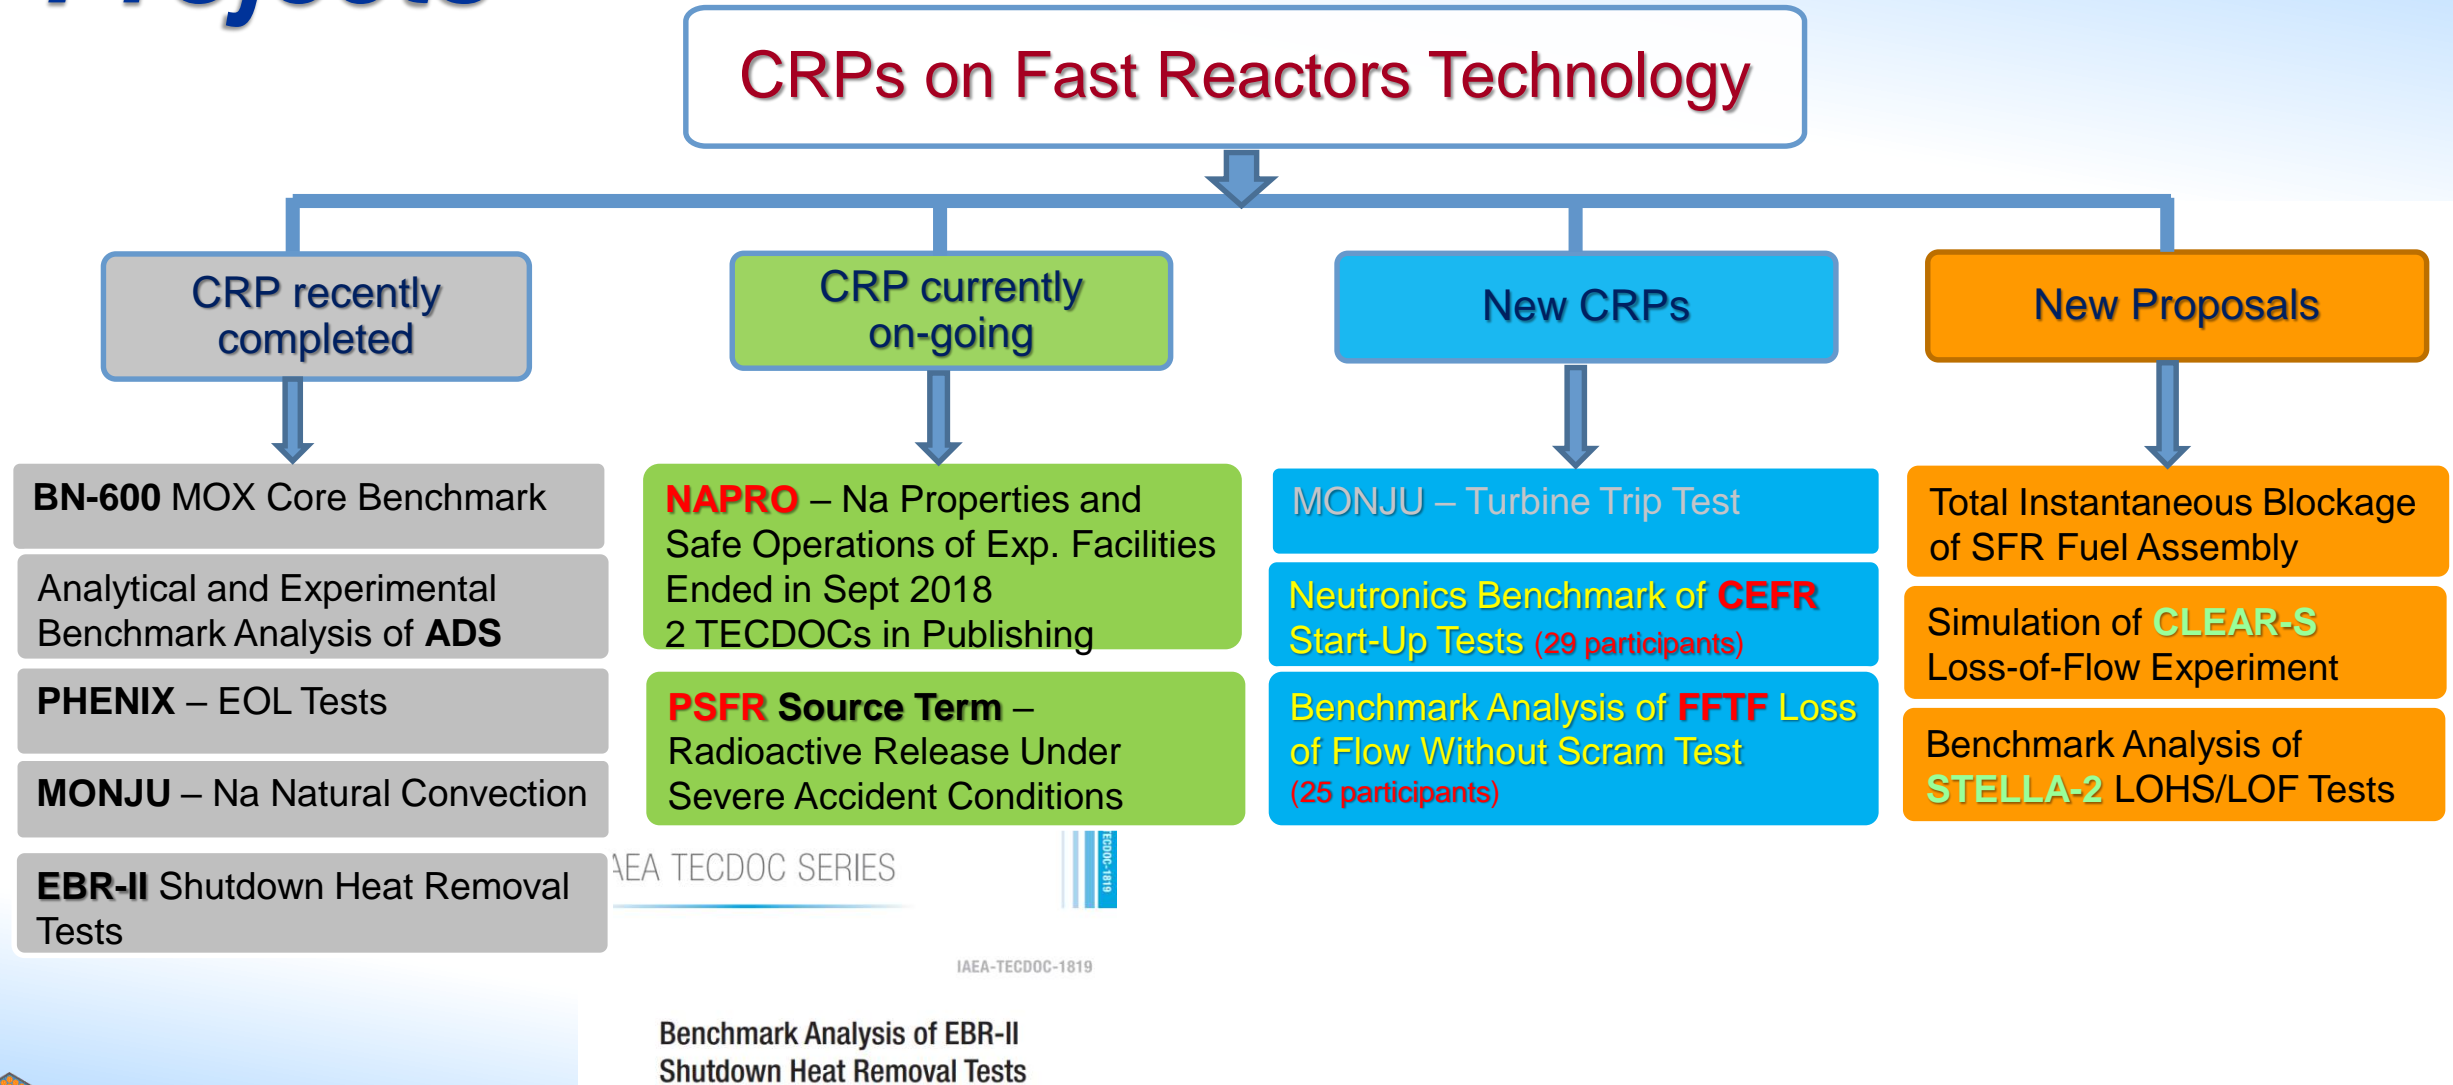 Projects
CRPs on Fast Reactors Technology
CRP recently
completed
CRP currently
on-going
New CRPs
New Proposals
BN-600 MOX Core Benchmark
Analytical and Experimental
Benchmark Analysis of ADS
PHENIX – EOL Tests
MONJU – Na Natural Convection
EBR-II Shutdown Heat Removal
Tests
NAPRO – Na Properties and
Safe Operations of Exp. Facilities
Ended in Sept 2018
2 TECDOCs in Publishing
PSFR Source Term –
Radioactive Release Under
Severe Accident Conditions
MONJU – Turbine Trip Test
Neutronics Benchmark of CEFR
Start-Up Tests (29 participants)
Benchmark Analysis of FFTF Loss
of Flow Without Scram Test
(25 participants)
Total Instantaneous Blockage
of SFR Fuel Assembly
Simulation of CLEAR-S
Loss-of-Flow Experiment
Benchmark Analysis of
STELLA-2 LOHS/LOF Tests
AEA TECDOC SERIES
TECDOC-1819
IAEA-TECDOC-1819
Benchmark Analysis of EBR-II
Shutdown Heat Removal Tests